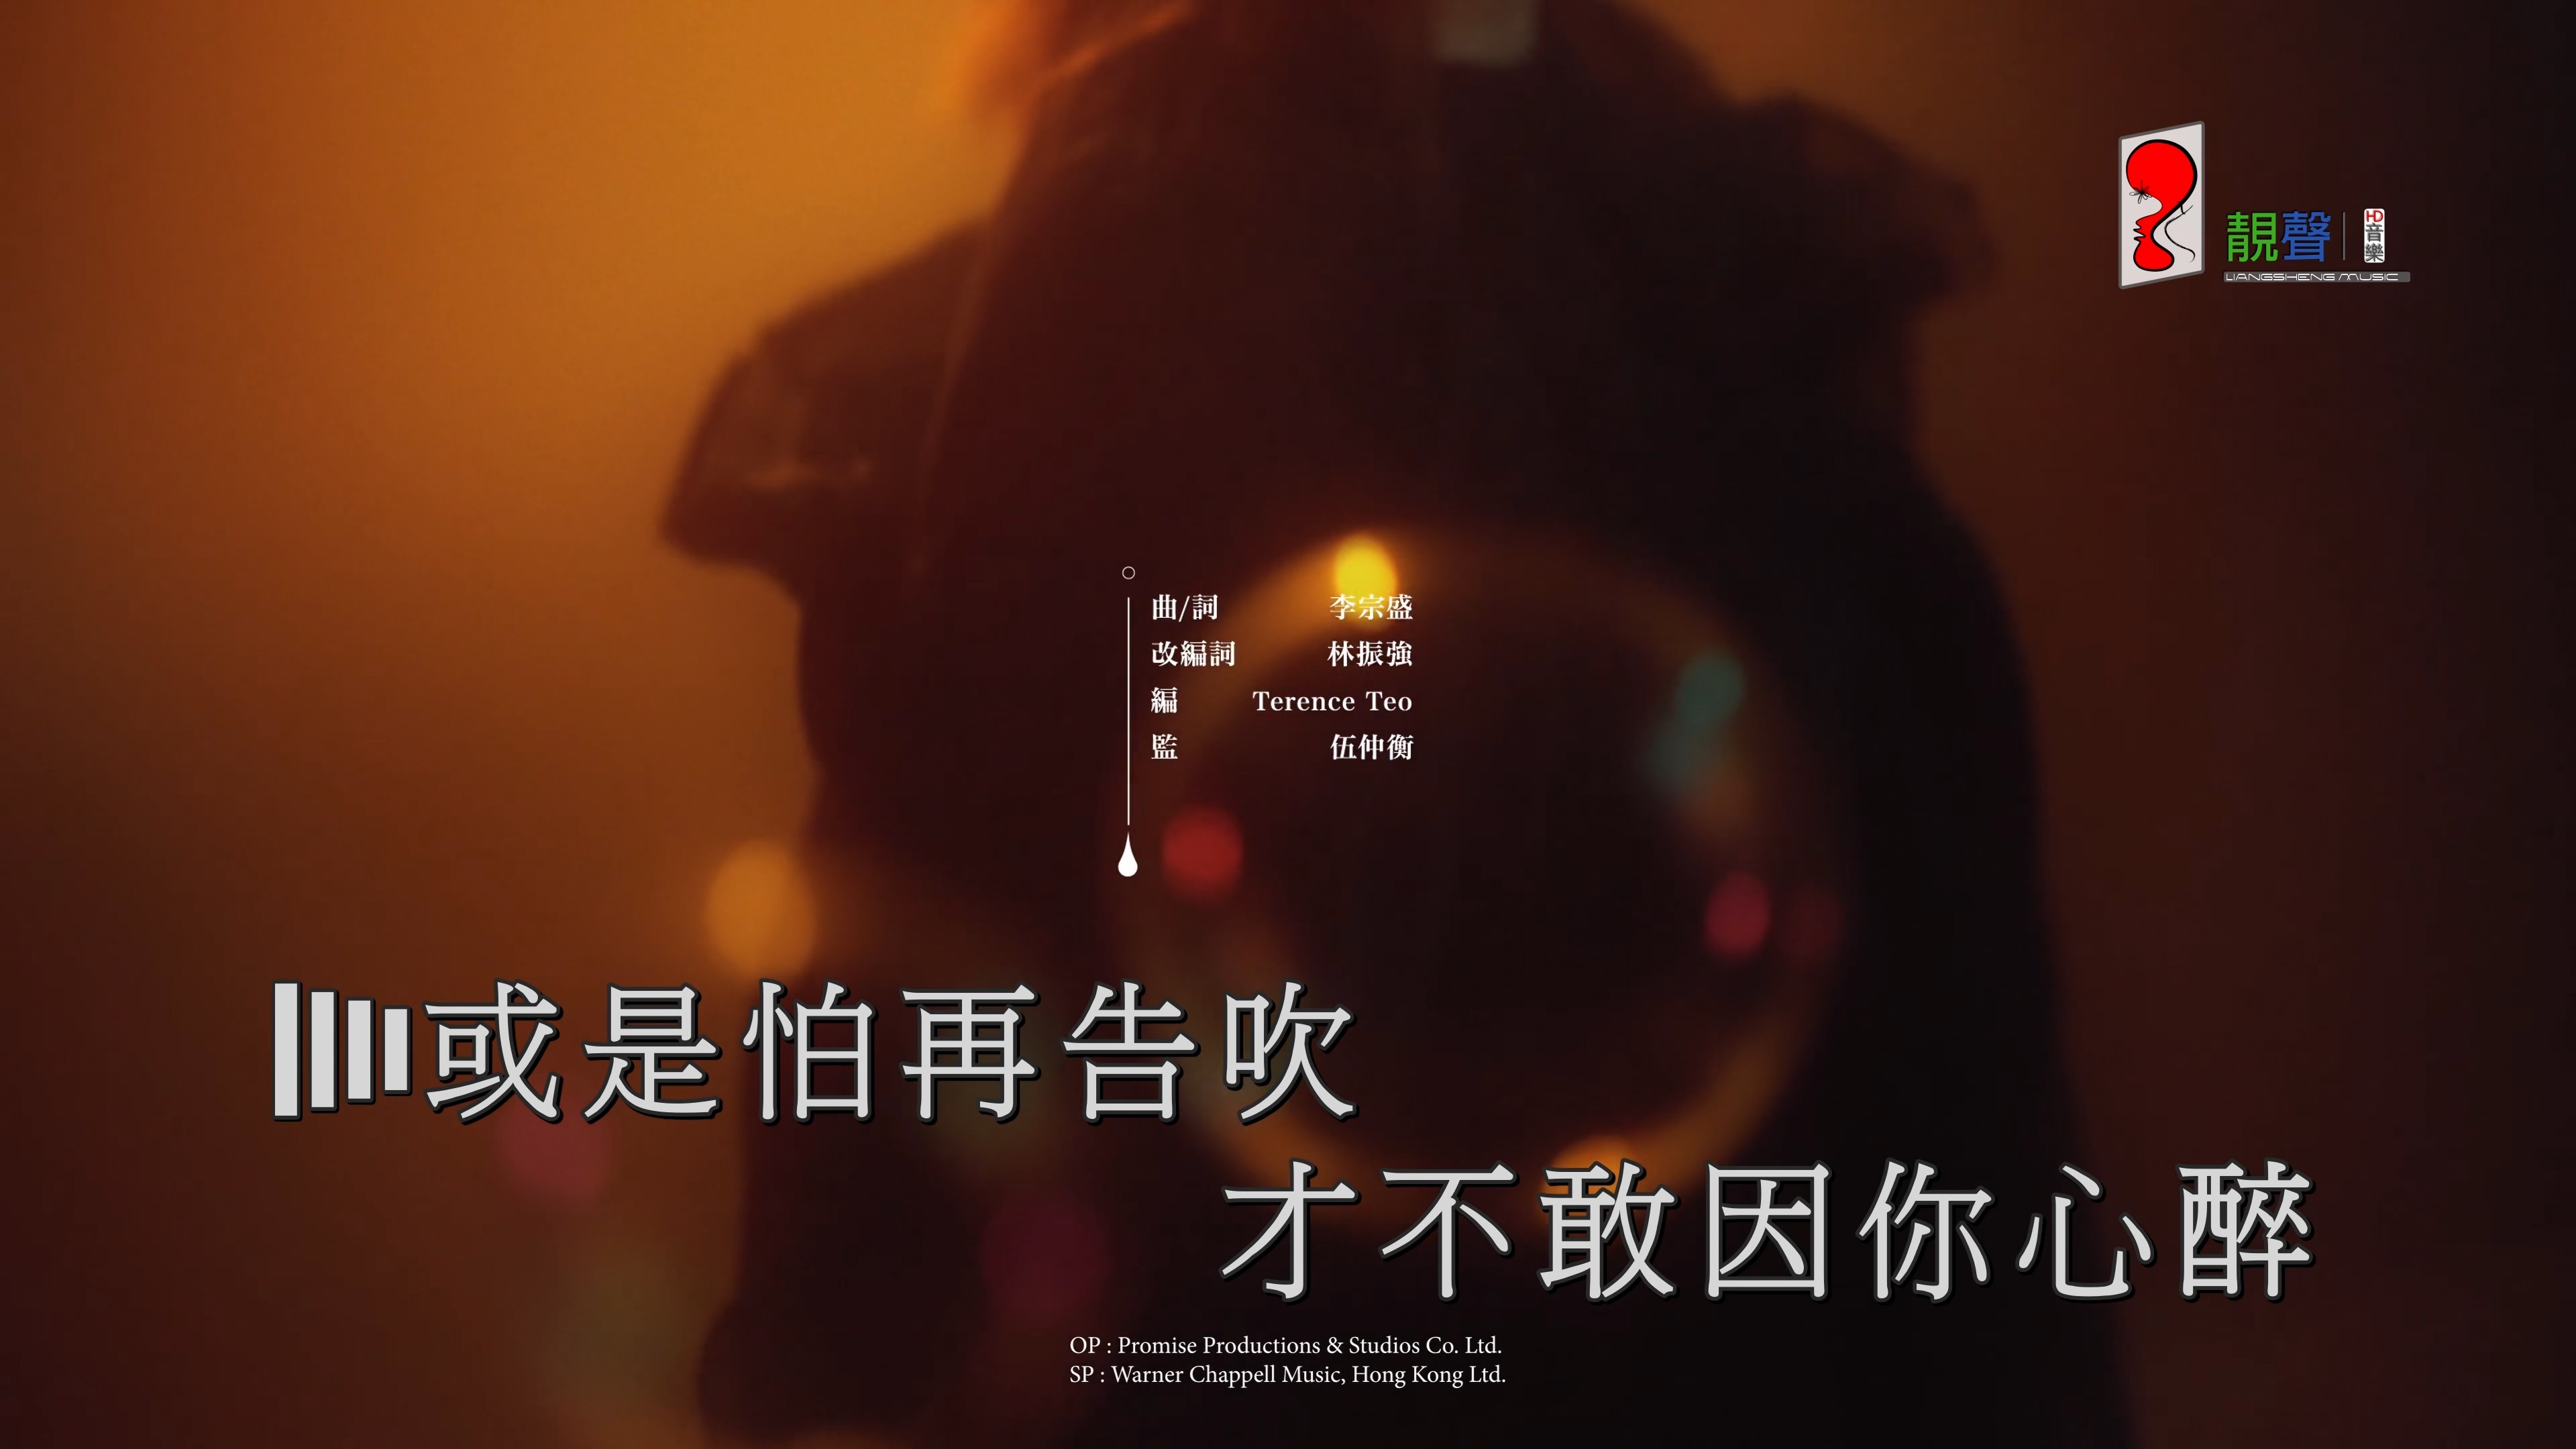 靚聲
HD音樂
LIANGSHENG MUSIC
曲/詞 李宗盛
改編詞 林振強
編 Terence Teo
監 伍仲衡
或是怕再告吹
才不敢因你心醉
OP : Promise Productions & Studios Co. Ltd.
SP : Warner Chappell Music, Hong Kong Ltd.